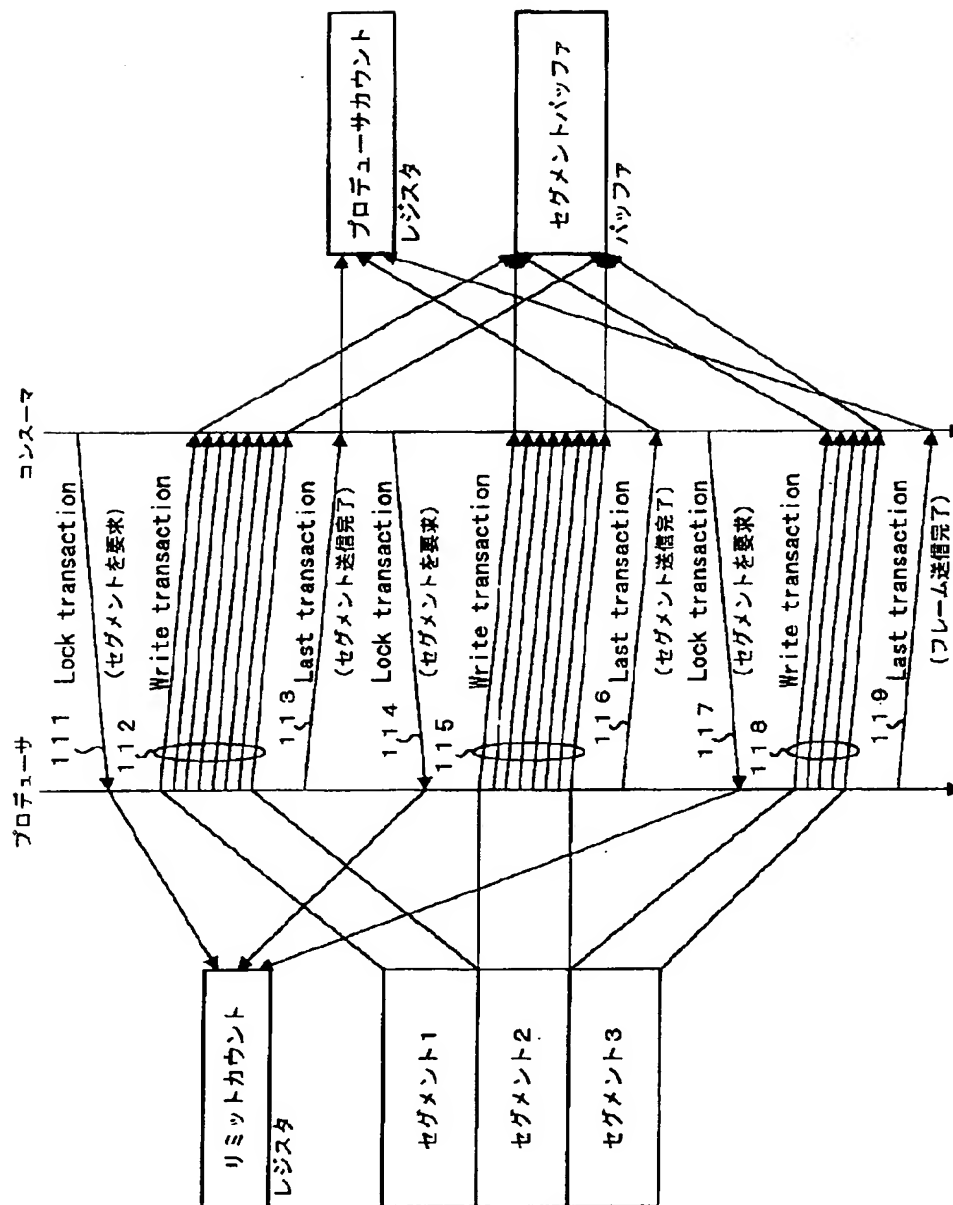 プロデューサ
コンスーマ
リミットカウント
レジスタ
セグメント1
セグメント2
セグメント3
111
Lock transaction
(セグメントを要求)
112
Write transaction
113
Last transaction
(セグメント送信完了)
114
Lock transaction
(セグメントを要求)
115
Write transaction
116
Last transaction
(セグメント送信完了)
117
Lock transaction
(セグメントを要求)
118
Write transaction
119
Last transaction
(フレーム送信完了)
プロデューサカウント
レジスタ
セグメントバッファ
バッファ